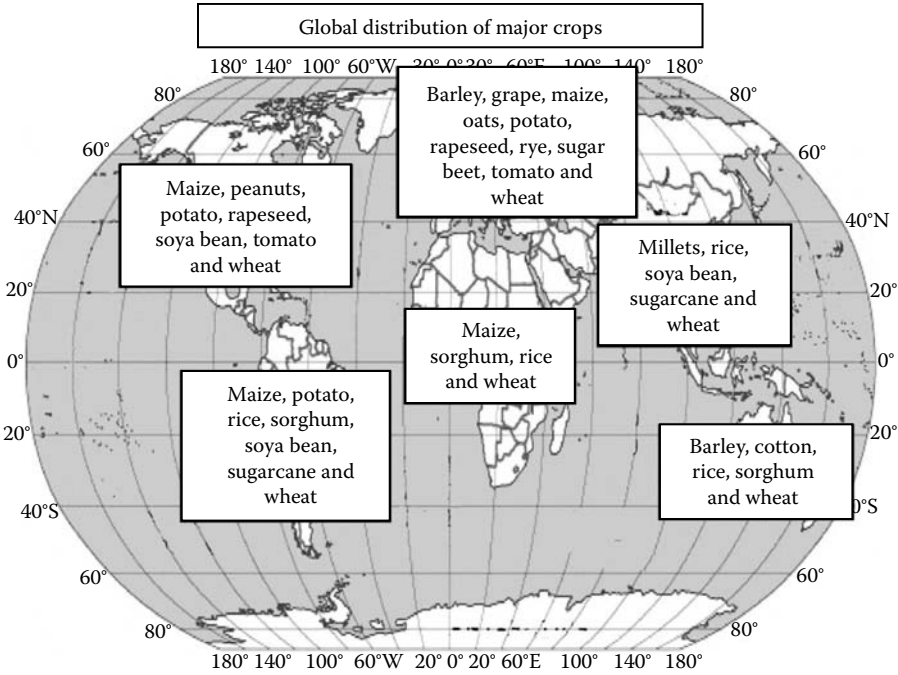 Global distribution of major crops
180° 140° 100° 60°W 20° 0° 20° 60°E 100° 140° 180°
80° 80°
Barley, grape, maize,
oats, potato,
rapeseed, rye, sugar
beet, tomato and
wheat
60° 60°
Maize, peanuts,
potato, rapeseed,
soya bean, tomato
and wheat
40°N 40°N
Millets, rice,
soya bean,
sugarcane and
wheat
20° 20°
Maize,
sorghum, rice
and wheat
0° 0°
Maize, potato,
rice, sorghum,
soya bean,
sugarcane and
wheat
20° 20°
Barley, cotton,
rice, sorghum
and wheat
40°S 0°S
60° 60°
80° 80°
180° 140° 100° 60°W 20° 0° 20° 60°E 100° 140° 180°